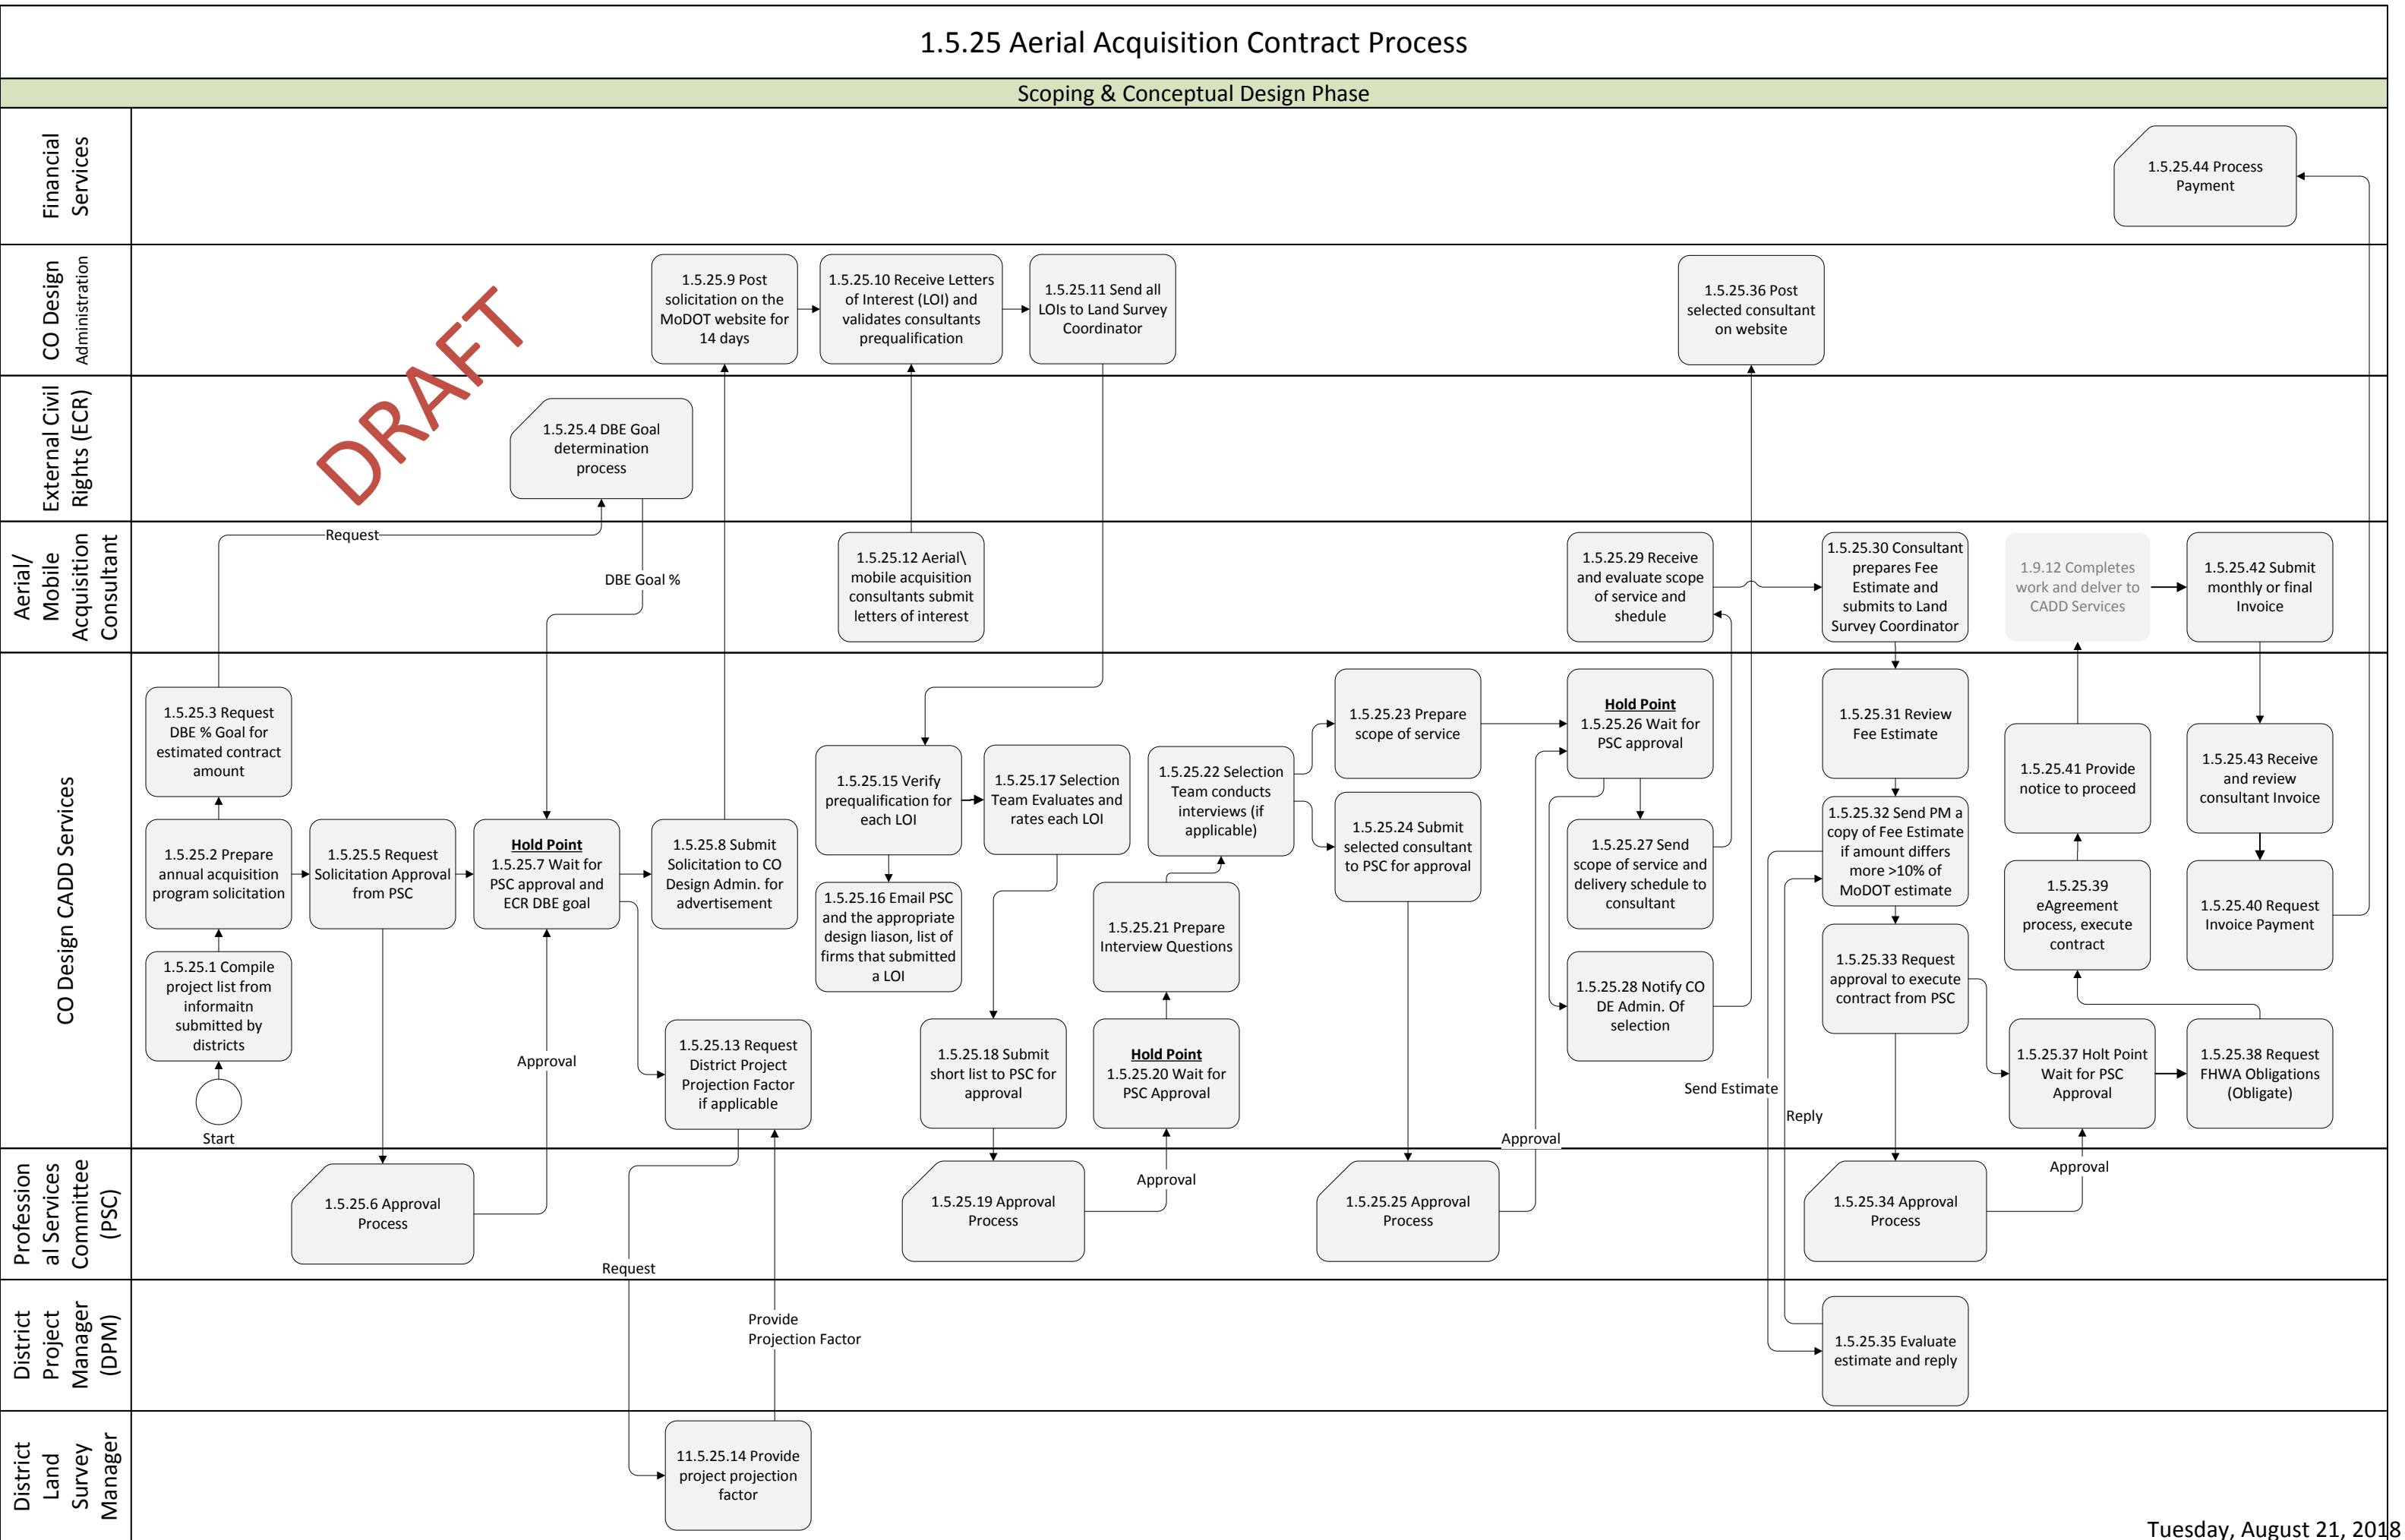 1.5.25 Aerial Acquisition Contract Process
Scoping & Conceptual Design Phase
Financial
Services
1.5.25.44 Process
Payment
CO Design
Administration
1.5.25.9 Post
solicitation on the
MoDOT website for
14 days
1.5.25.10 Receive Letters
of Interest (LOI) and
validates consultants
prequalification
1.5.25.11 Send all
LOIs to Land Survey
Coordinator
1.5.25.36 Post
selected consultant
on website
DRAFT
External Civil
Rights (ECR)
1.5.25.4 DBE Goal
determination
process
Aerial/
Mobile
Acquisition
Consultant
Request
DBE Goal %
1.5.25.12 Aerial\
mobile acquisition
consultants submit
letters of interest
1.5.25.29 Receive
and evaluate scope
of service and
shedule
1.5.25.30 Consultant
prepares Fee
Estimate and
submits to Land
Survey Coordinator
1.9.12 Completes
work and delver to
CADD Services
1.5.25.42 Submit
monthly or final
Invoice
CO Design CADD Services
1.5.25.3 Request
DBE % Goal for
estimated contract
amount
1.5.25.2 Prepare
annual acquisition
program solicitation
1.5.25.1 Compile
project list from
informaitn
submitted by
districts
Start
1.5.25.5 Request
Solicitation Approval
from PSC
Hold Point
1.5.25.7 Wait for
PSC approval and
ECR DBE goal
Approval
1.5.25.8 Submit
Solicitation to CO
Design Admin. for
advertisement
1.5.25.13 Request
District Project
Projection Factor
if applicable
1.5.25.15 Verify
prequalification for
each LOI
1.5.25.16 Email PSC
and the appropriate
design liason, list of
firms that submitted
a LOI
1.5.25.17 Selection
Team Evaluates and
rates each LOI
1.5.25.18 Submit
short list to PSC for
approval
1.5.25.22 Selection
Team conducts
interviews (if
applicable)
1.5.25.21 Prepare
Interview Questions
Hold Point
1.5.25.20 Wait for
PSC Approval
1.5.25.23 Prepare
scope of service
1.5.25.24 Submit
selected consultant
to PSC for approval
Hold Point
1.5.25.26 Wait for
PSC approval
1.5.25.27 Send
scope of service and
delivery schedule to
consultant
1.5.25.28 Notify CO
DE Admin. Of
selection
Approval
1.5.25.31 Review
Fee Estimate
1.5.25.32 Send PM a
copy of Fee Estimate
if amount differs
more >10% of
MoDOT estimate
1.5.25.33 Request
approval to execute
contract from PSC
Send Estimate
Reply
1.5.25.41 Provide
notice to proceed
1.5.25.39
eAgreement
process, execute
contract
1.5.25.37 Holt Point
Wait for PSC
Approval
1.5.25.43 Receive
and review
consultant Invoice
1.5.25.40 Request
Invoice Payment
1.5.25.38 Request
FHWA Obligations
(Obligate)
Profession
al Services
Committee
(PSC)
1.5.25.6 Approval
Process
Request
1.5.25.19 Approval
Process
Approval
1.5.25.25 Approval
Process
1.5.25.34 Approval
Process
Approval
District
Project
Manager
(DPM)
Provide
Projection Factor
1.5.25.35 Evaluate
estimate and reply
District
Land
Survey
Manager
11.5.25.14 Provide
project projection
factor
Tuesday, August 21, 2018